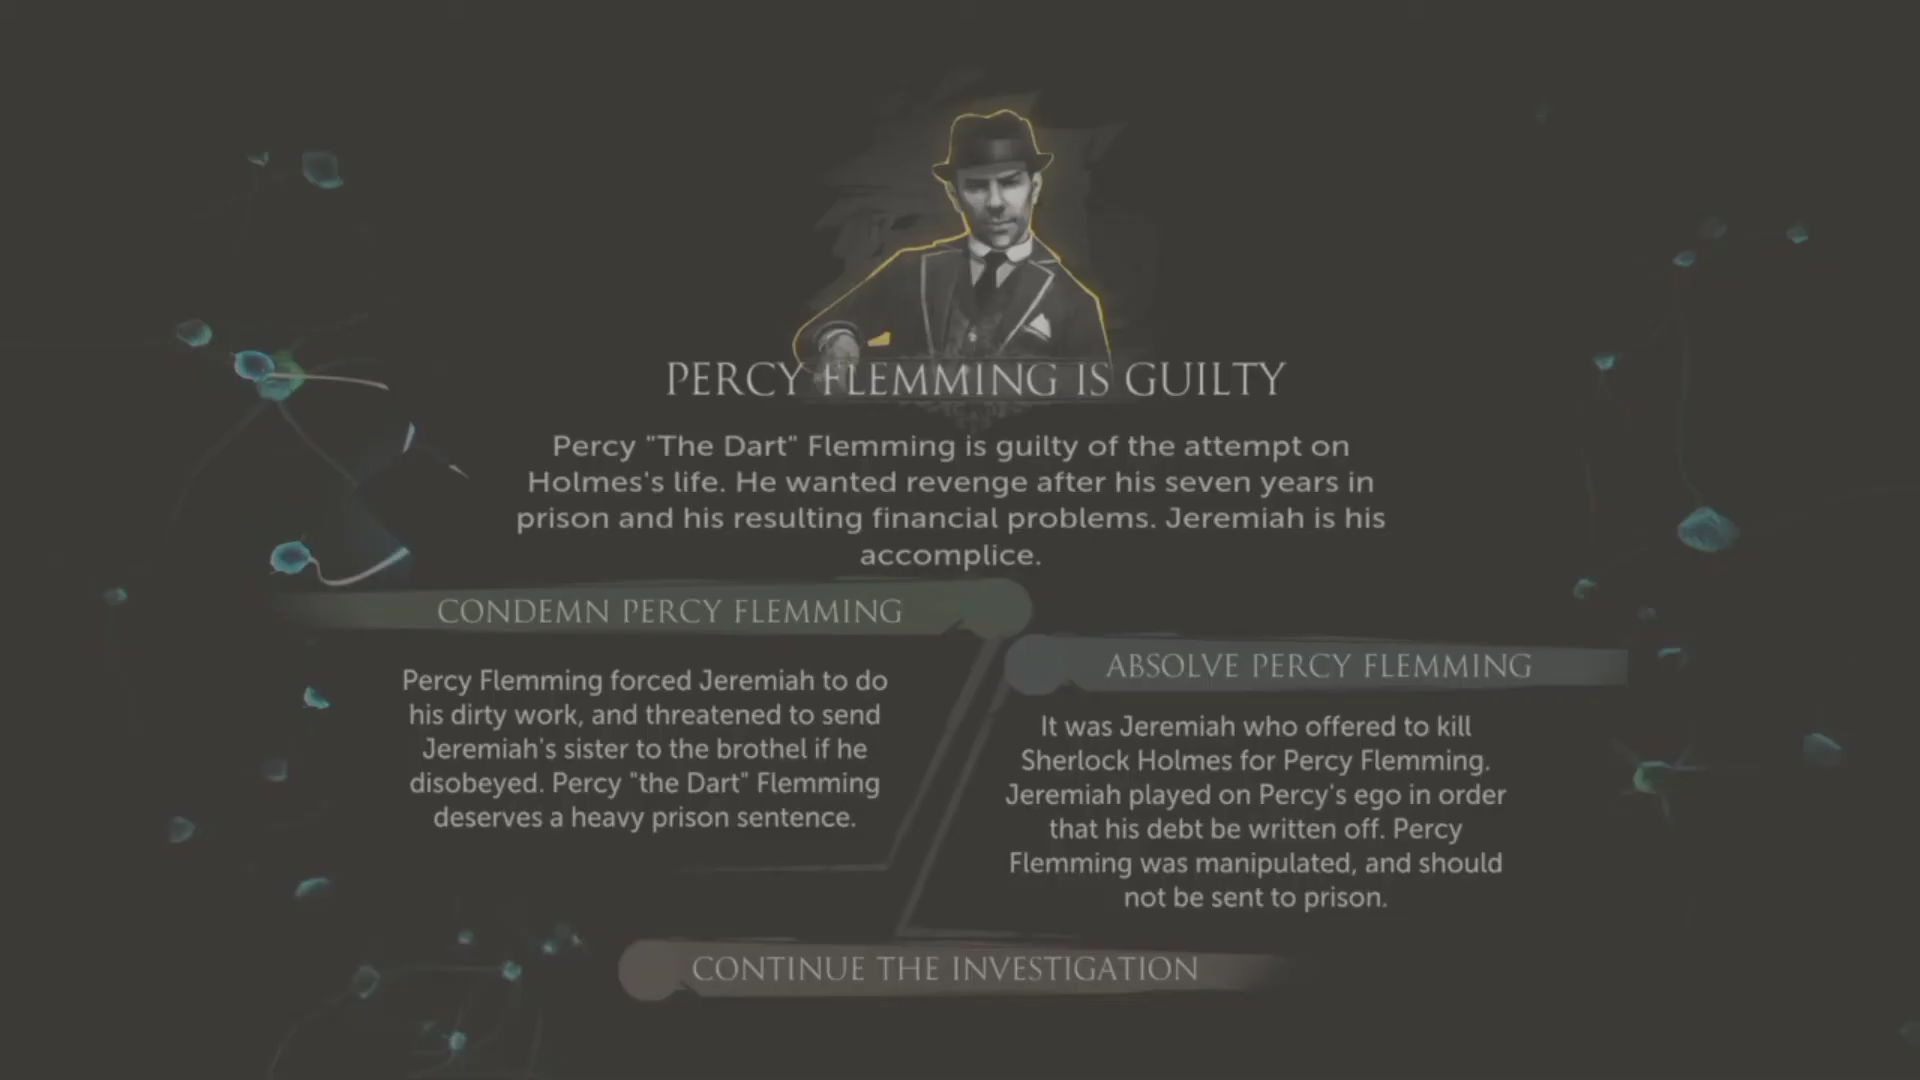 PERCY FLEMMING IS GUILTY
Percy "The Dart" Flemming is guilty of the attempt on
Holmes's life. He wanted revenge after his seven years in
prison and his resulting financial problems. Jeremiah is his
accomplice.
CONDEMN PERCY FLEMMING
Percy Flemming forced Jeremiah to do
his dirty work, and threatened to send
Jeremiah's sister to the brothel if he
disobeyed. Percy "the Dart" Flemming
deserves a heavy prison sentence.
ABSOLVE PERCY FLEMMING
It was Jeremiah who offered to kill
Sherlock Holmes for Percy Flemming.
Jeremiah played on Percy's ego in order
that his debt be written off. Percy
Flemming was manipulated, and should
not be sent to prison.
CONTINUE THE INVESTIGATION